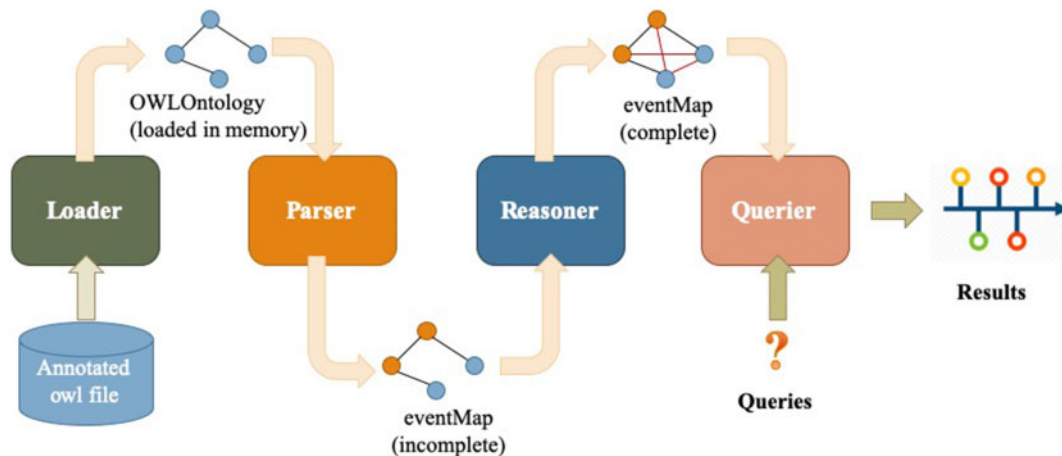 OWLOntology
(loaded in memory)
eventMap
(complete)
Loader
Parser
Reasoner
Querier
Annotated
owl file
eventMap
(incomplete)
?
Queries
Results